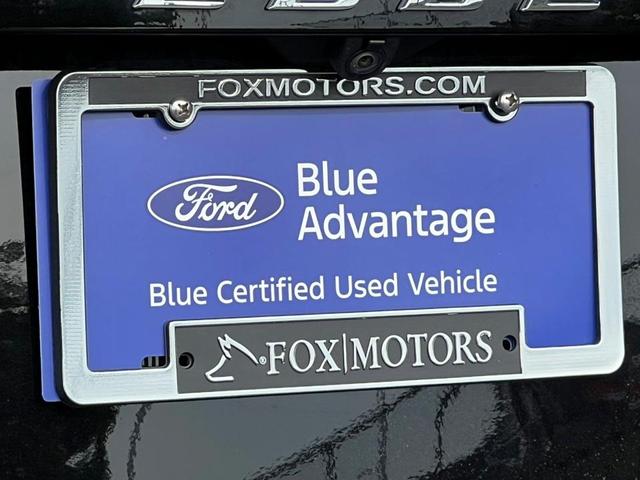 FOXMOTORS.COM
Ford
Blue
Advantage
Blue Certified Used Vehicle
FOX|MOTORS